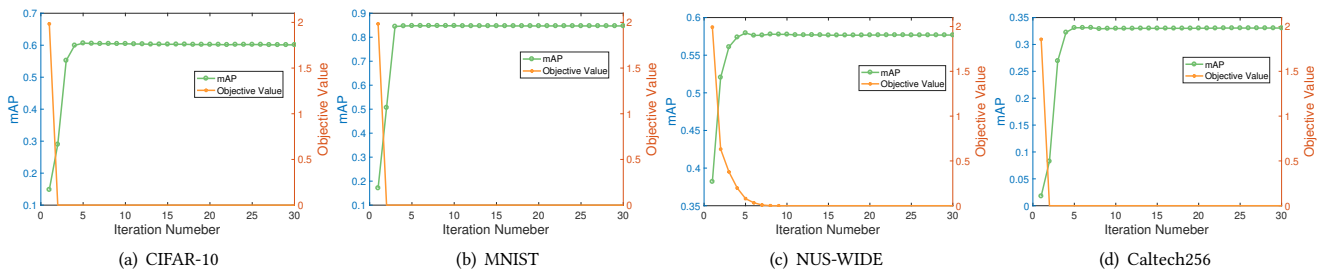 0.7
0.6
0.5
0.4
0.3
0.2
0.1
mAP
2
1.5
1
0.5
0
Objective Value
mAP
Objective Value
0 5 10 15 20 25 30
Iteration Numeber
(a) CIFAR-10
0.9
0.8
0.7
0.6
0.5
0.4
0.3
0.2
0.1
mAP
2
1.5
1
0.5
0
Objective Value
mAP
Objective Value
0 5 10 15 20 25 30
Iteration Numeber
(b) MNIST
0.6
0.55
0.5
0.45
0.4
0.35
mAP
2
1.5
1
0.5
0
Objective Value
mAP
Objective Value
0 5 10 15 20 25 30
Iteration Numeber
(c) NUS-WIDE
0.35
0.3
0.25
0.2
0.15
0.1
0.05
0
mAP
2
1.5
1
0.5
0
Objective Value
mAP
Objective Value
0 5 10 15 20 25 30
Iteration Numeber
(d) Caltech256